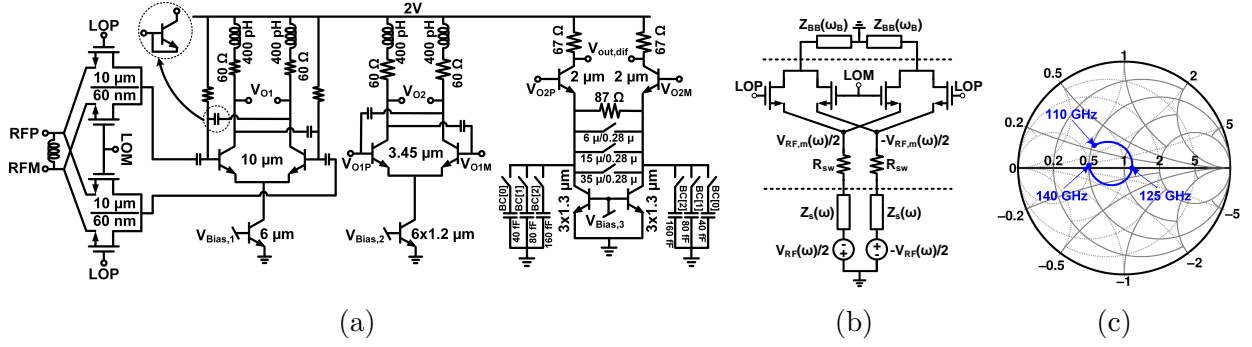 LOP
2V
10 µm
60 nm
RFP
RFM
LOM
10 µm
60 nm
LOP
400 pH
60 Ω
400 pH
60 Ω
V_O1
10 µm
V_Bias,1
6 µm
400 pH
60 Ω
400 pH
60 Ω
V_O2
V_O1P
3.45 µm
V_O1M
V_Bias,2
6x1.2 µm
67 Ω
V_out,dif
67 Ω
2 µm
2 µm
V_O2P
V_O2M
87 Ω
6 µ/0.28 µ
15 µ/0.28 µ
35 µ/0.28 µ
BC[0]
BC[1]
BC[2]
40 fF
80 fF
160 fF
3x1.3 µm
V_Bias,3
3x1.3 µm
BC[2]
BC[1]
BC[0]
160 fF
80 fF
40 fF
(a)
Z_BB(ω_B)
Z_BB(ω_B)
LOP
LOM
LOP
V_RF,m(ω)/2
-V_RF,m(ω)/2
R_sw
R_sw
Z_s(ω)
Z_s(ω)
V_RF(ω)/2
-V_RF(ω)/2
(b)
1
0.5
2
110 GHz
0.2
5
0
0.2
0.5
1
2
5
140 GHz
125 GHz
−0.2
−5
−0.5
−2
−1
(c)